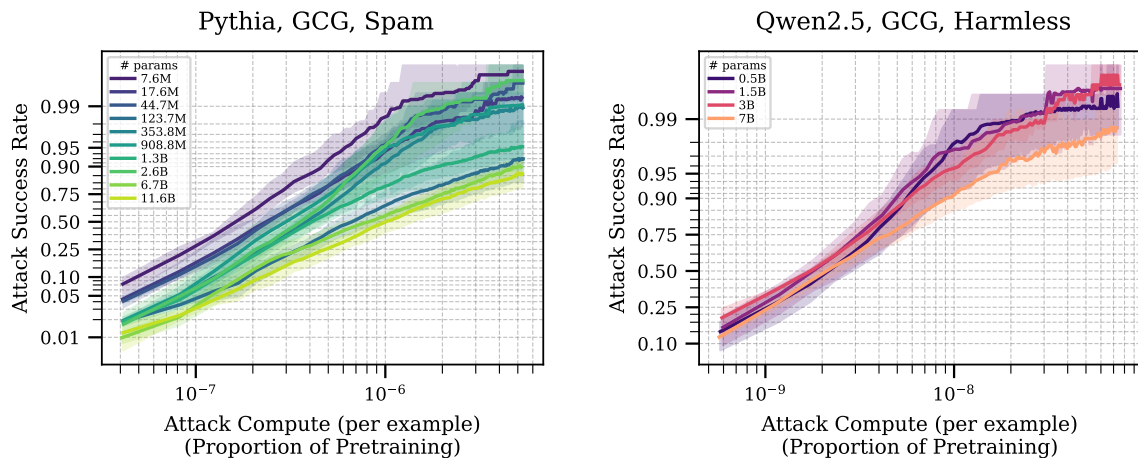 Pythia, GCG, Spam
Attack Success Rate
0.99
0.95
0.90
0.75
0.50
0.25
0.10
0.05
0.01
# params
7.6M
17.6M
44.7M
123.7M
353.8M
908.8M
1.3B
2.6B
6.7B
11.6B
10⁻⁷
10⁻⁶
Attack Compute (per example)
(Proportion of Pretraining)
Qwen2.5, GCG, Harmless
Attack Success Rate
0.99
0.95
0.90
0.75
0.50
0.25
0.10
# params
0.5B
1.5B
3B
7B
10⁻⁹
10⁻⁸
Attack Compute (per example)
(Proportion of Pretraining)